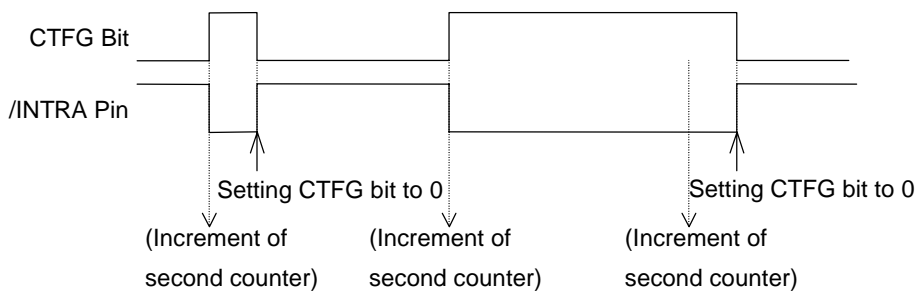 CTFG Bit
/INTRA Pin
Setting CTFG bit to 0
Setting CTFG bit to 0
(Increment of
second counter)
(Increment of
second counter)
(Increment of
second counter)